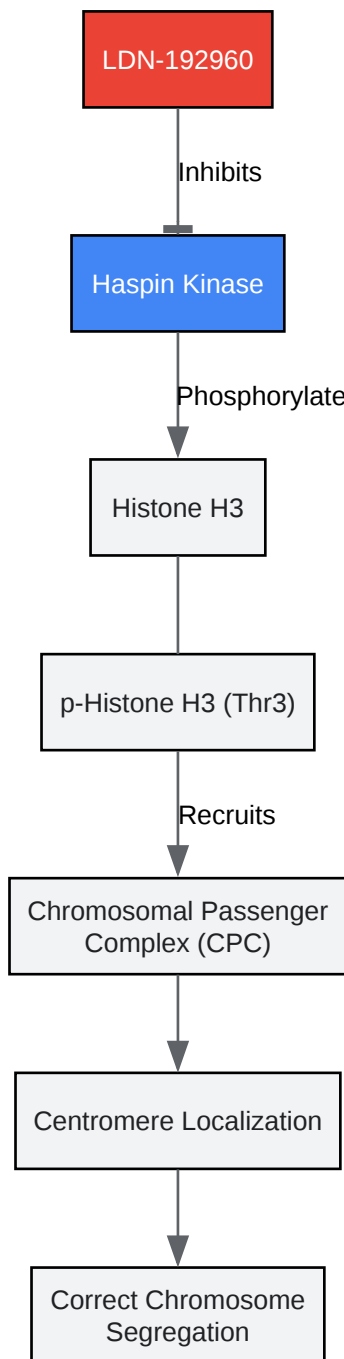 LDN-192960
Inhibits
Haspin Kinase
Phosphorylate
Histone H3
p-Histone H3 (Thr3)
Recruits
Chromosomal Passenger
Complex (CPC)
Centromere Localization
Correct Chromosome
Segregation